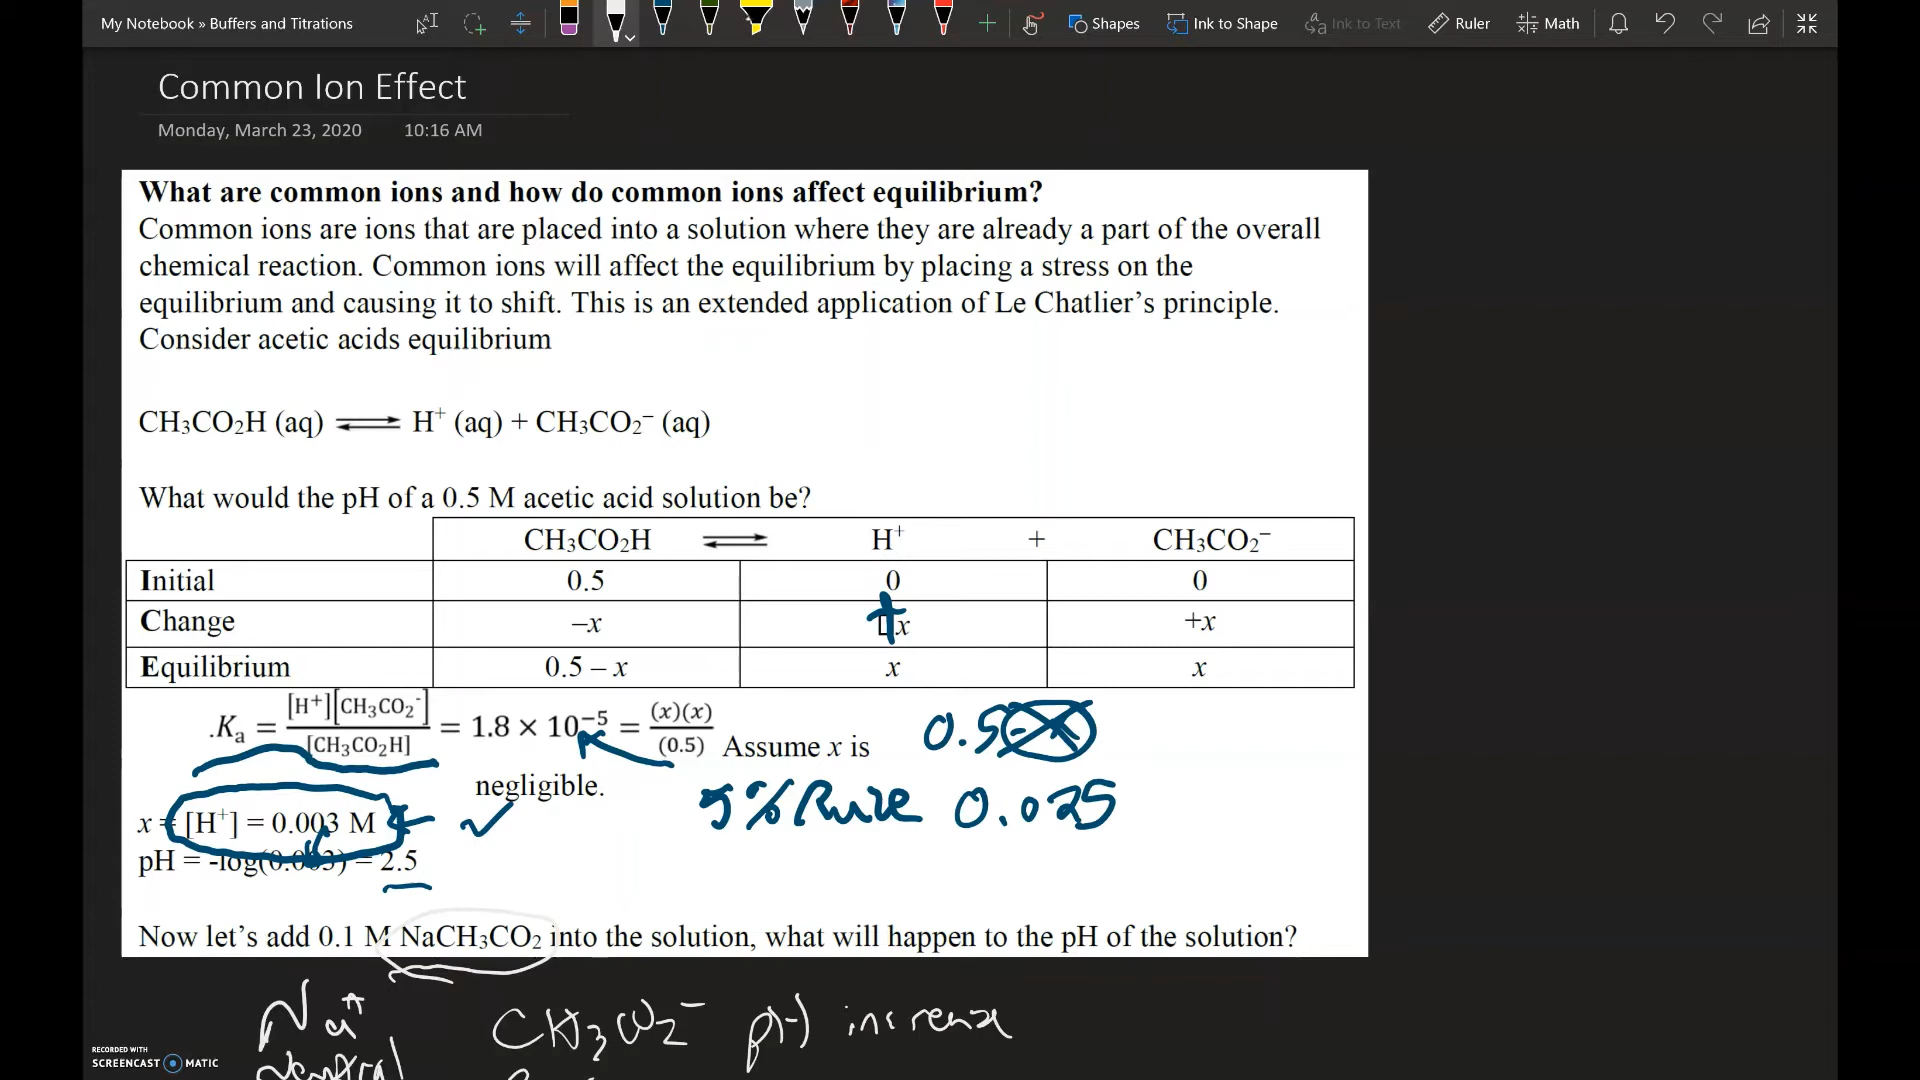 My Notebook » Buffers and Titrations
Shapes
Ink to Shape
Ink to Text
Ruler
Math
Common Ion Effect
Monday, March 23, 2020 10:16 AM
What are common ions and how do common ions affect equilibrium?
Common ions are ions that are placed into a solution where they are already a part of the overall
chemical reaction. Common ions will affect the equilibrium by placing a stress on the
equilibrium and causing it to shift. This is an extended application of Le Chatlier’s principle.
Consider acetic acids equilibrium
CH₃CO₂H (aq) ⇌ H⁺ (aq) + CH₃CO₂⁻ (aq)
What would the pH of a 0.5 M acetic acid solution be?
CH₃CO₂H ⇌ H⁺ + CH₃CO₂⁻
Initial 0.5 0 0
Change –x +x +x
Equilibrium 0.5 – x x x
.Kₐ = [H⁺][CH₃CO₂⁻] / [CH₃CO₂H] = 1.8 × 10⁻⁵ = (x)(x) / (0.5) Assume x is
negligible.
0.5 - x
5% Rule 0.025
x = [H⁺] = 0.003 M
pH = -log(0.003) = 2.5
Now let’s add 0.1 M NaCH₃CO₂ into the solution, what will happen to the pH of the solution?
Na⁺ CH₃CO₂⁻ pH increase
Neutral
RECORDED WITH
SCREENCAST MATIC